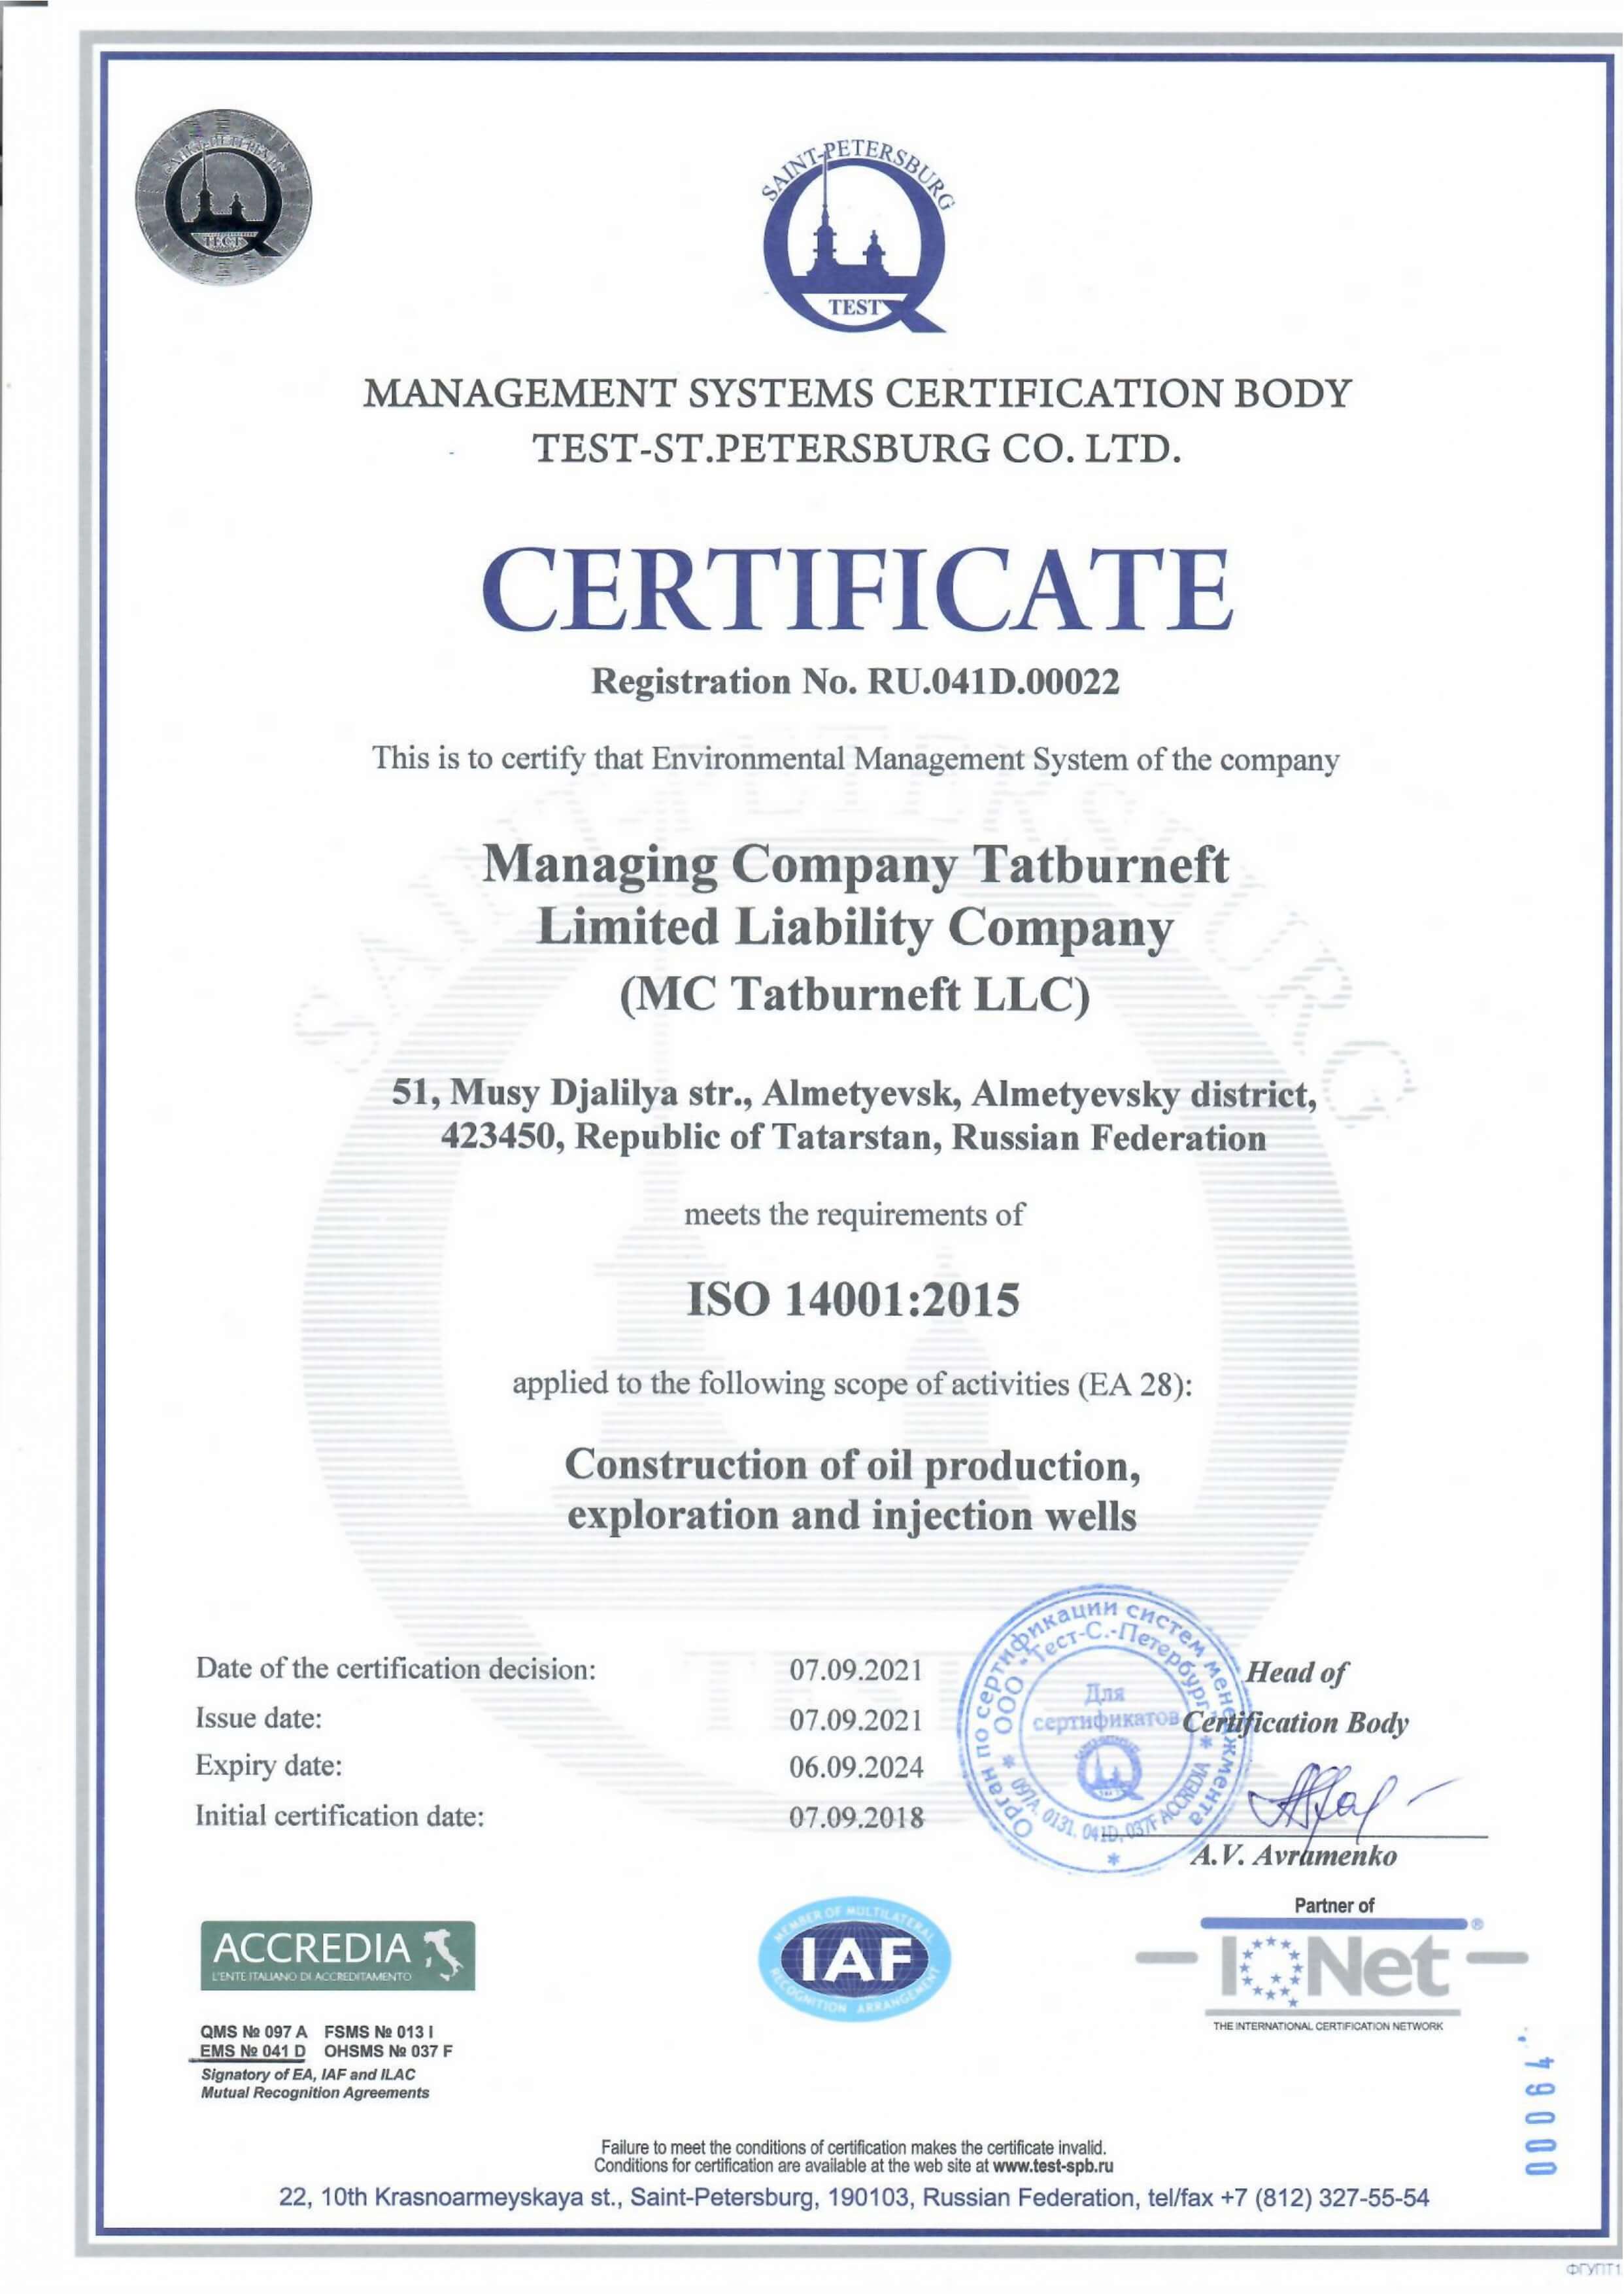 SAINT-PETERSBURG
TEST
MANAGEMENT SYSTEMS CERTIFICATION BODY
TEST-ST.PETERSBURG CO. LTD.
CERTIFICATE
Registration No. RU.041D.00022
This is to certify that Environmental Management System of the company
Managing Company Tatburneft
Limited Liability Company
(MC Tatburneft LLC)
51, Musy Djalilya str., Almetyevsk, Almetyevsky district,
423450, Republic of Tatarstan, Russian Federation
meets the requirements of
ISO 14001:2015
applied to the following scope of activities (EA 28):
Construction of oil production,
exploration and injection wells
Date of the certification decision: 07.09.2021
Issue date: 07.09.2021
Expiry date: 06.09.2024
Initial certification date: 07.09.2018
Орган по сертификации систем менеджмента
ООО "Тест-С.-Петербург"
Для
сертификатов
097A, 013I, 041D, 037F ACCREDIA
Head of
Certification Body
A.V. Avramenko
ACCREDIA
L'ENTE ITALIANO DI ACCREDITAMENTO
QMS № 097 A FSMS № 013 I
EMS № 041 D OHSMS № 037 F
Signatory of EA, IAF and ILAC
Mutual Recognition Agreements
MEMBER OF MULTILATERAL
IAF
RECOGNITION ARRANGEMENT
Partner of
IQNet ®
THE INTERNATIONAL CERTIFICATION NETWORK
Failure to meet the conditions of certification makes the certificate invalid.
Conditions for certification are available at the web site at www.test-spb.ru
22, 10th Krasnoarmeyskaya st., Saint-Petersburg, 190103, Russian Federation, tel/fax +7 (812) 327-55-54